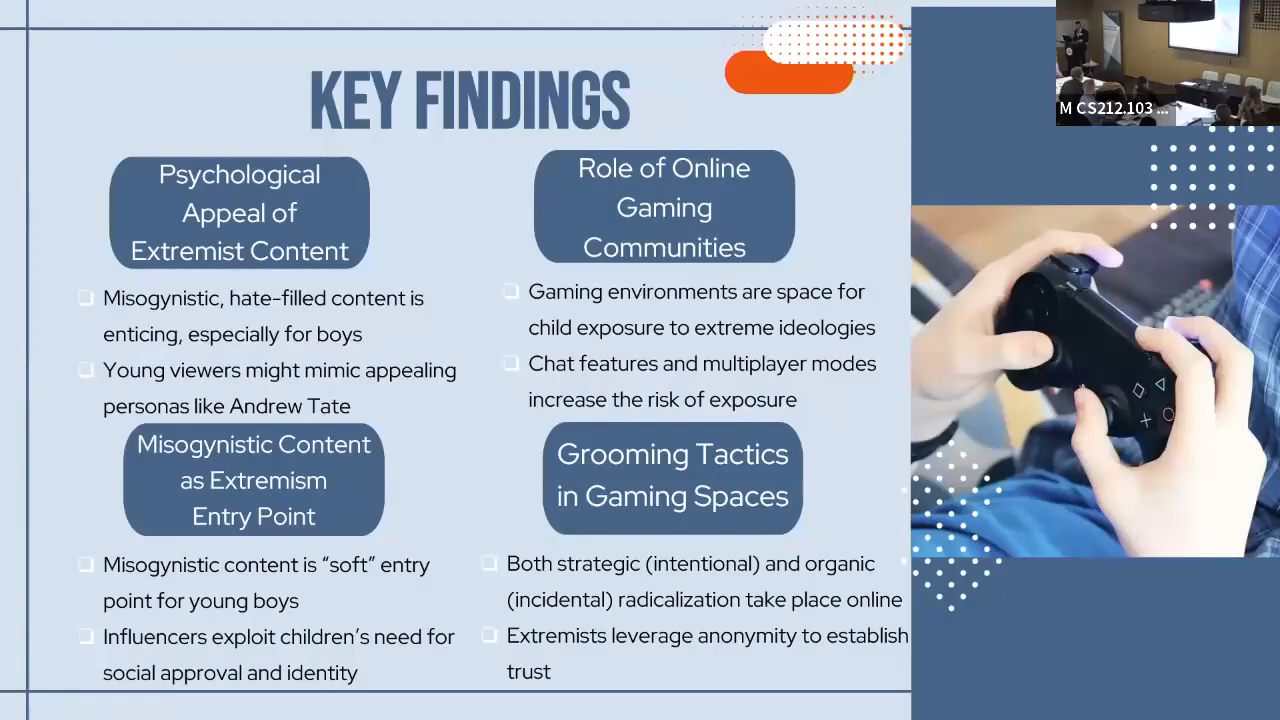 KEY FINDINGS
Psychological
Appeal of
Extremist Content
Misogynistic, hate-filled content is
enticing, especially for boys
Young viewers might mimic appealing
personas like Andrew Tate
Role of Online
Gaming
Communities
Gaming environments are space for
child exposure to extreme ideologies
Chat features and multiplayer modes
increase the risk of exposure
Misogynistic Content
as Extremism
Entry Point
Misogynistic content is “soft” entry
point for young boys
Influencers exploit children’s need for
social approval and identity
Grooming Tactics
in Gaming Spaces
Both strategic (intentional) and organic
(incidental) radicalization take place online
Extremists leverage anonymity to establish
trust
M CS212.103 ...